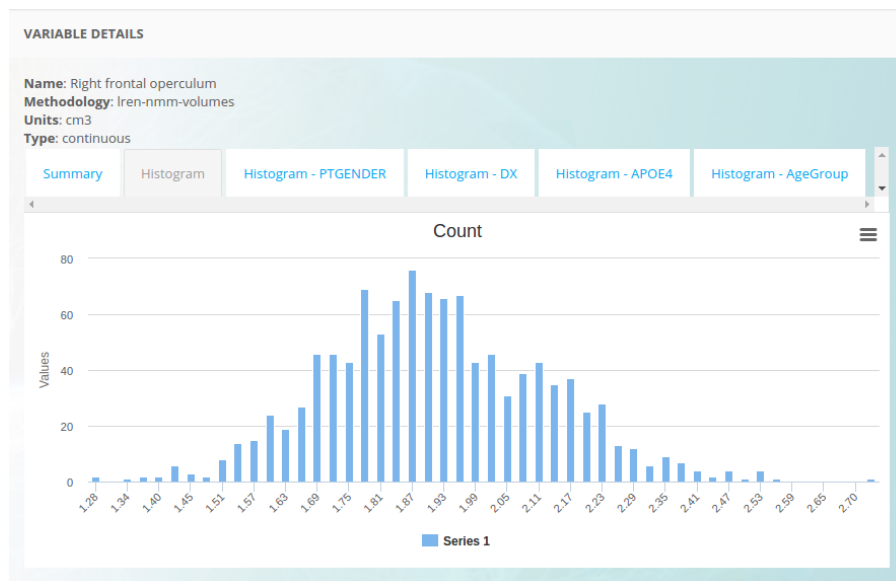 VARIABLE DETAILS
Name: Right frontal operculum
Methodology: lren-nmm-volumes
Units: cm3
Type: continuous
Summary Histogram Histogram - PTGENDER Histogram - DX Histogram - APOE4 Histogram - AgeGroup
Count
80
60
40
20
0
Values
1.28 1.34 1.40 1.45 1.51 1.57 1.63 1.69 1.75 1.81 1.87 1.93 1.99 2.05 2.11 2.17 2.23 2.29 2.35 2.41 2.47 2.53 2.59 2.65 2.70
Series 1